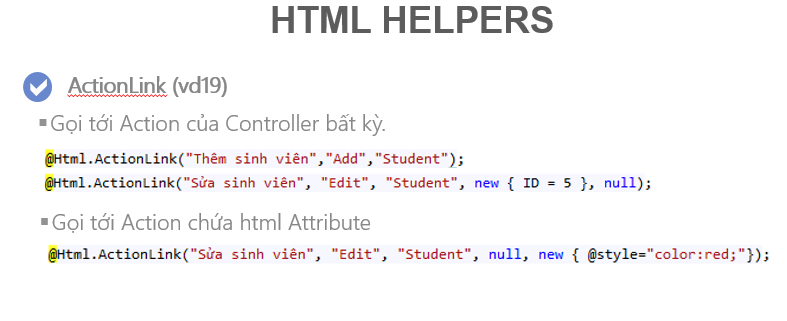 HTML HELPERS
ActionLink (vd19)
▪Gọi tới Action của Controller bất kỳ.
@Html.ActionLink("Thêm sinh viên","Add","Student");
@Html.ActionLink("Sửa sinh viên", "Edit", "Student", new { ID = 5 }, null);
▪Gọi tới Action chứa html Attribute
@Html.ActionLink("Sửa sinh viên", "Edit", "Student", null, new { @style="color:red;"});